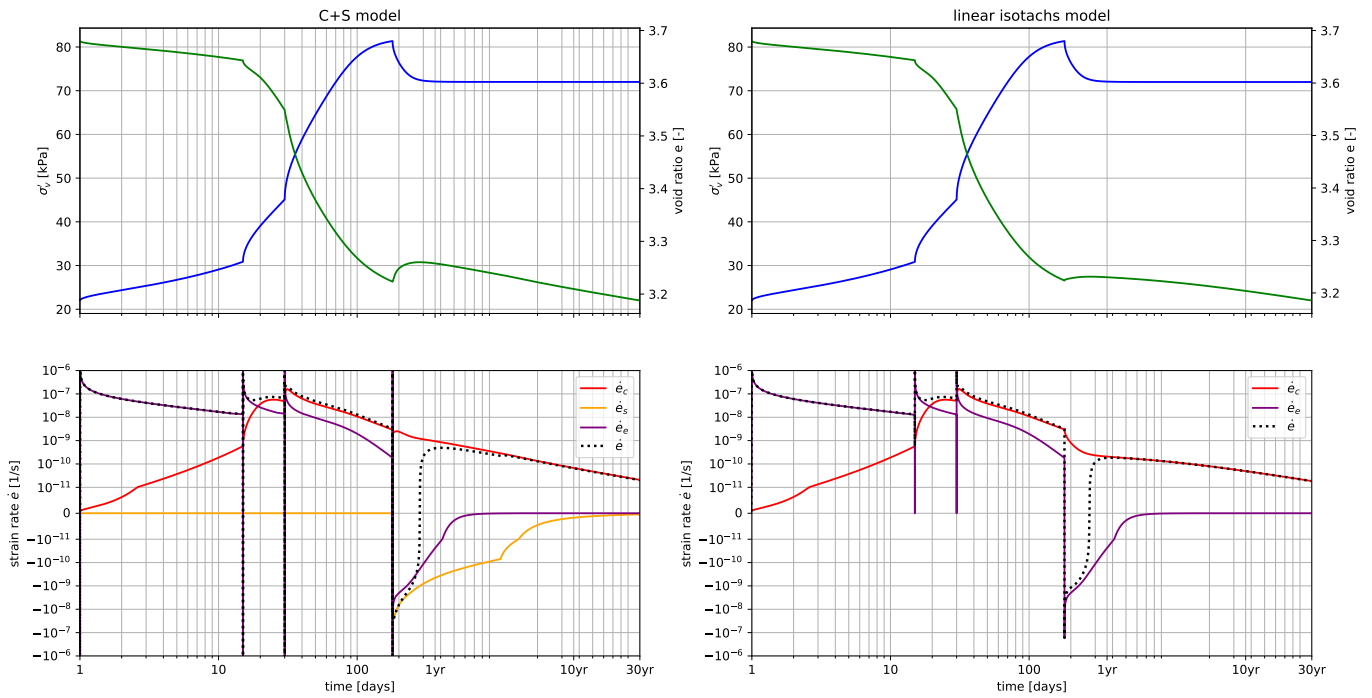 C+S model
linear isotachs model
80
70
60
50
40
30
20
σ′v [kPa]
3.7
3.6
3.5
3.4
3.3
3.2
void ratio e [-]
80
70
60
50
40
30
20
σ′v [kPa]
3.7
3.6
3.5
3.4
3.3
3.2
void ratio e [-]
10⁻⁶
10⁻⁷
10⁻⁸
10⁻⁹
10⁻¹⁰
10⁻¹¹
0
−10⁻¹¹
−10⁻¹⁰
−10⁻⁹
−10⁻⁸
−10⁻⁷
−10⁻⁶
strain rate ė [1/s]
ėc
ės
ėe
ė
1
10
100
1yr
10yr
30yr
time [days]
10⁻⁶
10⁻⁷
10⁻⁸
10⁻⁹
10⁻¹⁰
10⁻¹¹
0
−10⁻¹¹
−10⁻¹⁰
−10⁻⁹
−10⁻⁸
−10⁻⁷
−10⁻⁶
strain rate ė [1/s]
ėc
ėe
ė
1
10
100
1yr
10yr
30yr
time [days]